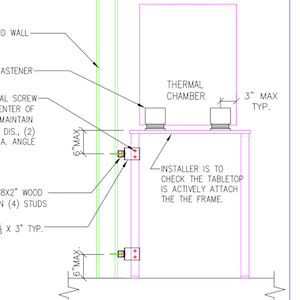 UD WALL
ASTENER
THERMAL
CHAMBER
3" MAX
TYP.
AL SCREW
ENTER OF
MAINTAIN
DIS., (2)
A. ANGLE
6"MAX.
INSTALLER IS TO
CHECK THE TABLETOP
IS ACTIVELY ATTACH
THE THE FRAME.
8X2" WOOD
N (4) STUDS
X 3" TYP.
6"MAX.